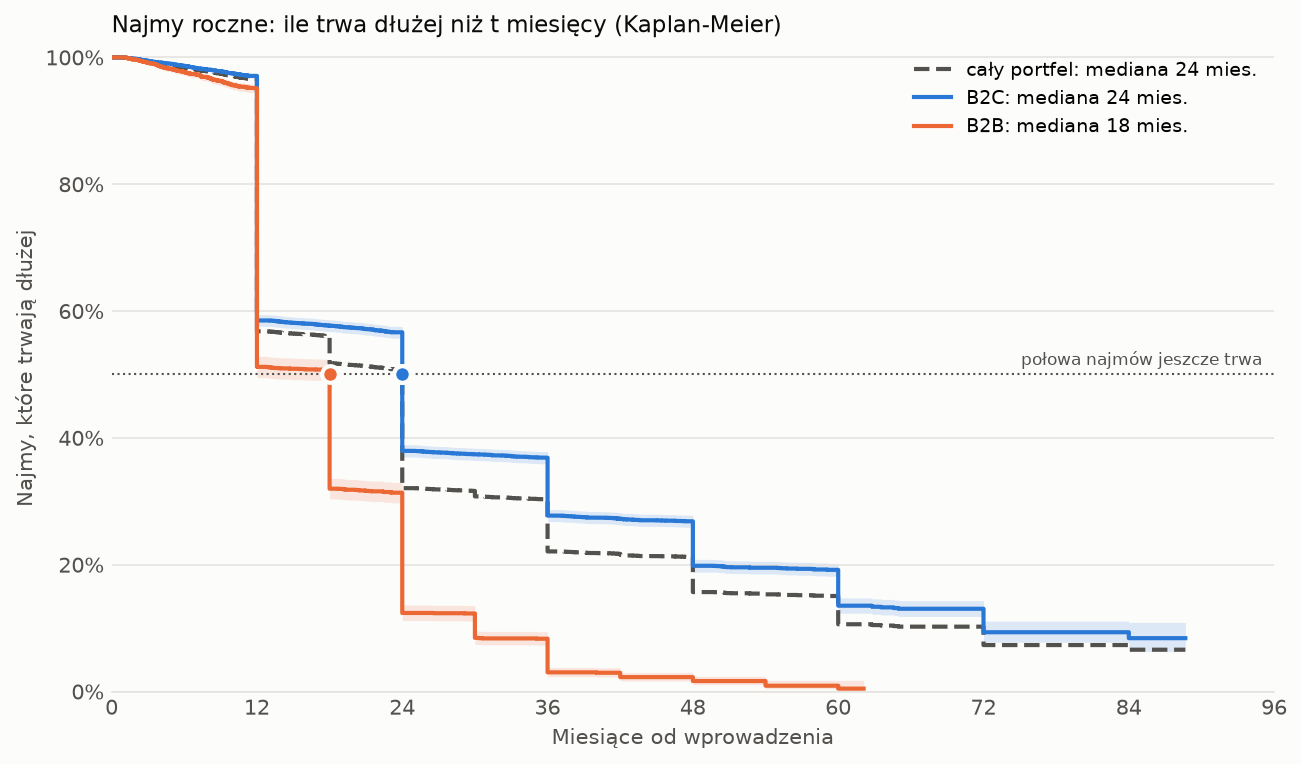 Najmy roczne: ile trwa dłużej niż t miesięcy (Kaplan-Meier)
cały portfel: mediana 24 mies.
B2C: mediana 24 mies.
B2B: mediana 18 mies.
połowa najmów jeszcze trwa
Najmy, które trwają dłużej
100%
80%
60%
40%
20%
0%
0 12 24 36 48 60 72 84 96
Miesiące od wprowadzenia